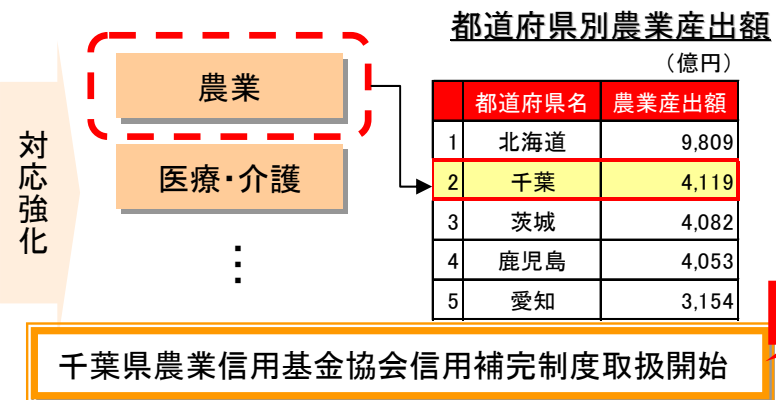 都道府県別農業産出額
(億円)
対応強化
農業
医療・介護
⋮
都道府県名 農業産出額
1 北海道 9,809
2 千葉 4,119
3 茨城 4,082
4 鹿児島 4,053
5 愛知 3,154
千葉県農業信用基金協会信用補完制度取扱開始